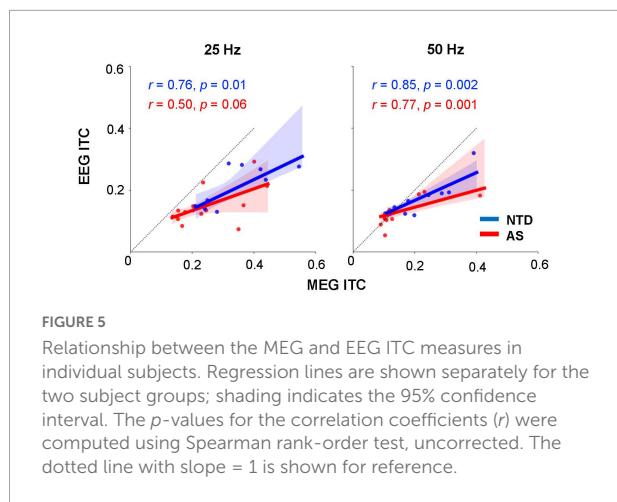 25 Hz
50 Hz
0.6
r = 0.76, p = 0.01
r = 0.85, p = 0.002
r = 0.50, p = 0.06
r = 0.77, p = 0.001
0.4
EEG ITC
0.2
NTD
AS
0
0.2
0.4
0.6
0
0.2
0.4
0.6
MEG ITC
FIGURE 5
Relationship between the MEG and EEG ITC measures in
individual subjects. Regression lines are shown separately for the
two subject groups; shading indicates the 95% confidence
interval. The p-values for the correlation coefficients (r) were
computed using Spearman rank-order test, uncorrected. The
dotted line with slope = 1 is shown for reference.